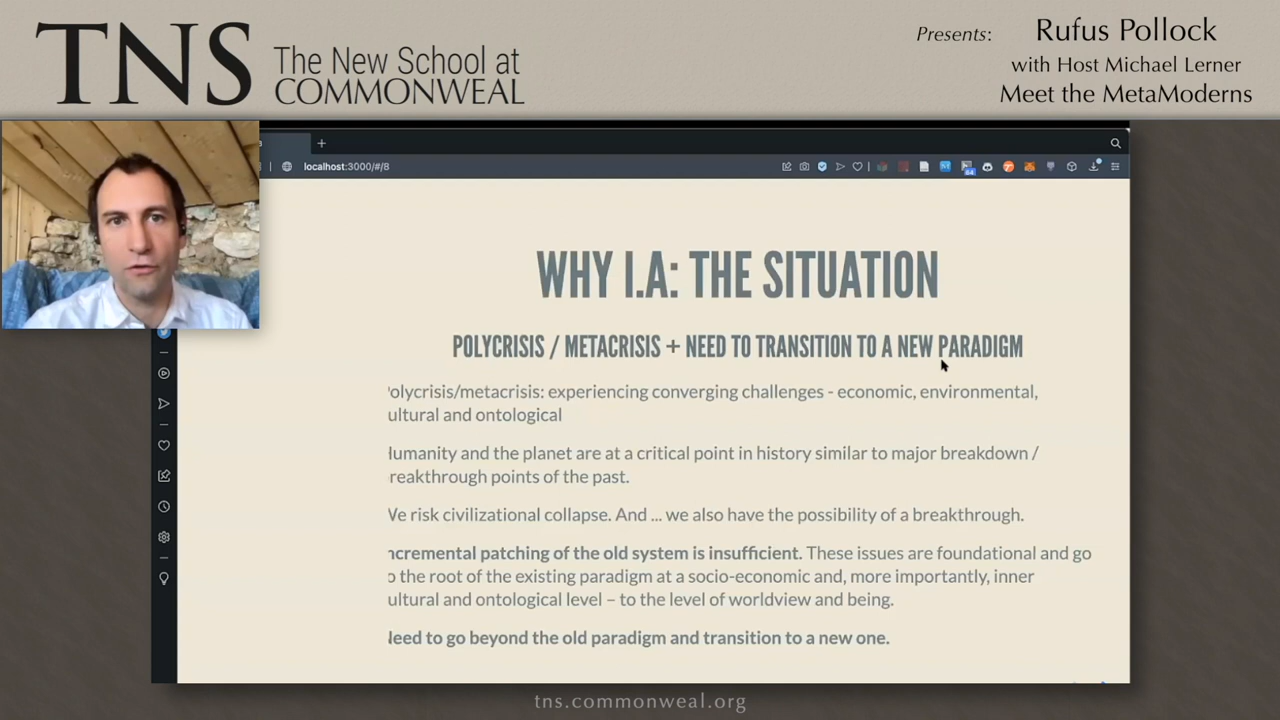 TNS
The New School at
COMMONWEAL
Presents: Rufus Pollock
with Host Michael Lerner
Meet the MetaModerns
localhost:3000/#/8
64
WHY I.A: THE SITUATION
POLYCRISIS / METACRISIS + NEED TO TRANSITION TO A NEW PARADIGM
olycrisis/metacrisis: experiencing converging challenges - economic, environmental,
ultural and ontological
umanity and the planet are at a critical point in history similar to major breakdown /
reakthrough points of the past.
Ve risk civilizational collapse. And ... we also have the possibility of a breakthrough.
ncremental patching of the old system is insufficient. These issues are foundational and go
o the root of the existing paradigm at a socio-economic and, more importantly, inner
ultural and ontological level – to the level of worldview and being.
eed to go beyond the old paradigm and transition to a new one.
tns.commonweal.org